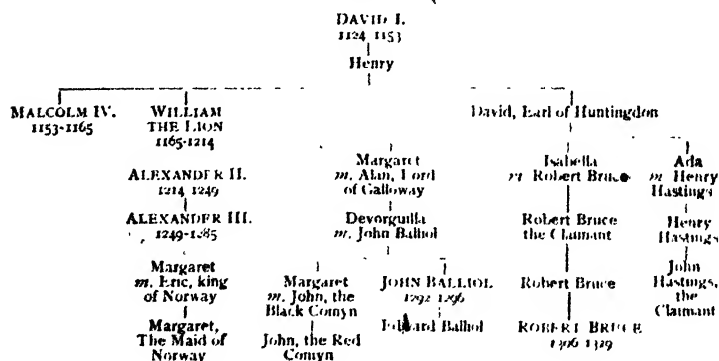 DAVID I.
1124 1153
Henry
MALCOLM IV.
1153-1165
WILLIAM
THE LION
1165-1214
David, Earl of Huntingdon
ALEXANDER II.
1214 1249
Margaret
m. Alan, Lord
of Galloway
Isabella
m. Robert Bruce
Ada
m. Henry
Hastings
ALEXANDER III.
1249-1285
Devorguilla
m. John Balliol
Robert Bruce
the Claimant
Henry
Hastings
Margaret
m. Eric, king
of Norway
Margaret
m. John, the
Black Comyn
JOHN BALLIOL
1292 1296
Robert Bruce
John
Hastings,
the
Claimant
Margaret,
The Maid of
Norway
John, the Red
Comyn
Edward Balliol
ROBERT BRUCE
1306 1329